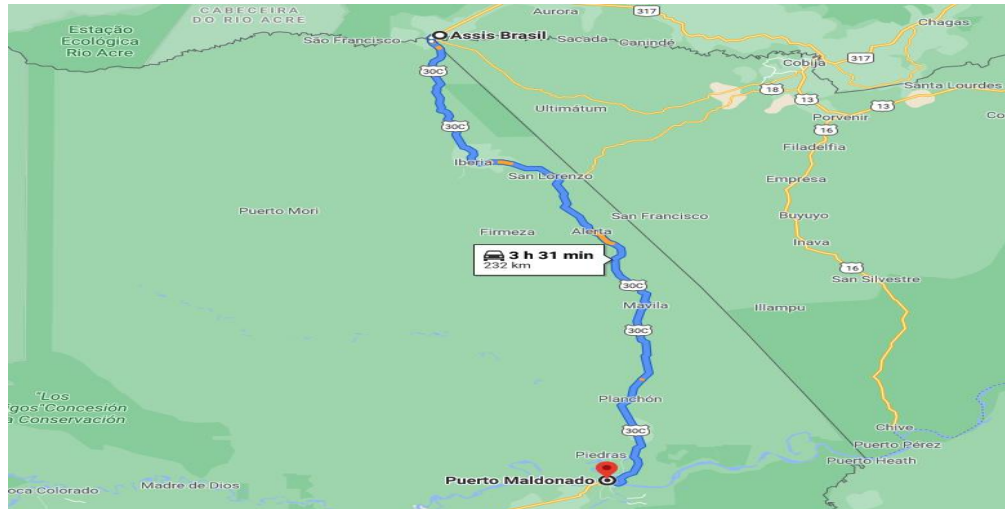 CABECEIRA
DO RIO ACRE
Aurora
317
Chagas
Estação
Ecológica
Rio Acre
São Francisco
Assis Brasil
Sacada
Canindé
Cobija
317
30C
18
13
13
Santa Lourdes
Ultimátum
Porvenir
Co
30C
16
Filadelfia
Iberia
San Lorenzo
Empresa
Puerto Mori
San Francisco
Buyuyo
Firmeza
Alerta
Inava
3 h 31 min
232 km
16
San Silvestre
30C
Mavila
Illampu
30C
"Los
igos"Concesión
a Conservación
Planchón
30C
Chive
Puerto Pérez
Piedras
Puerto Heath
Puerto Maldonado
oca Colorado
Madre de Dios